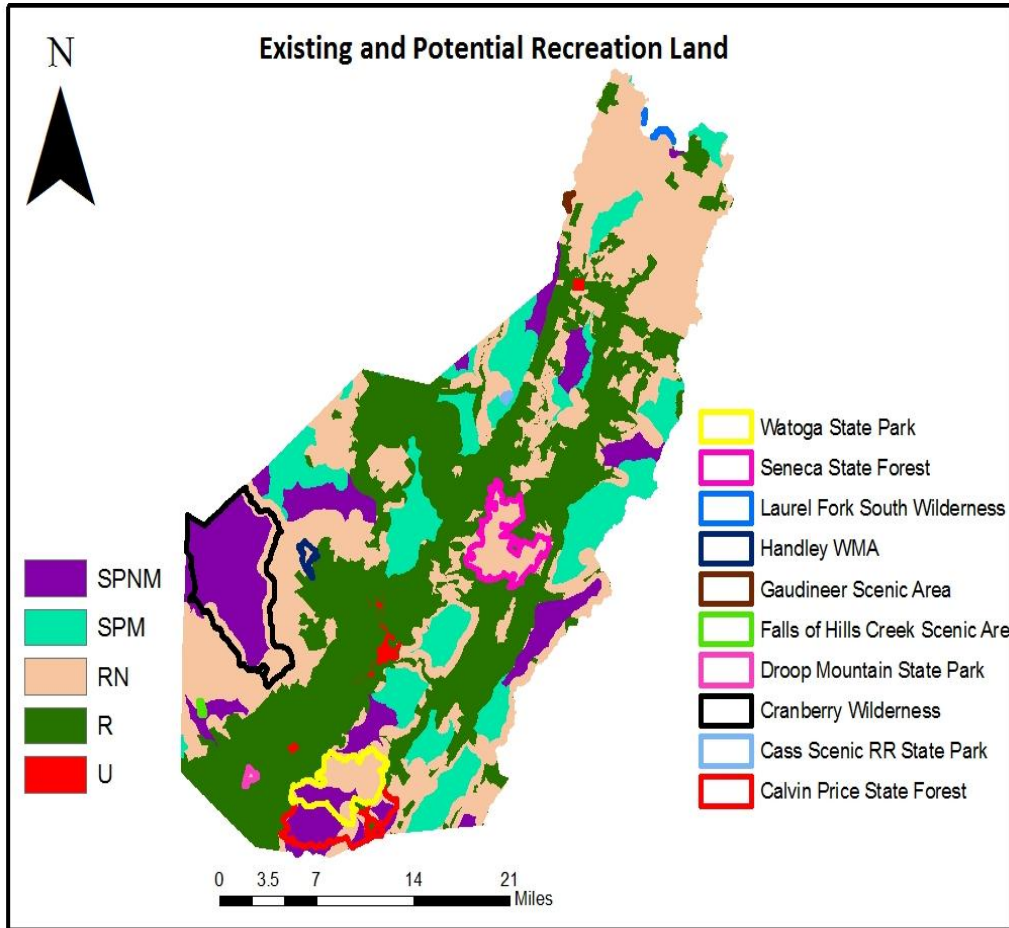 Existing and Potential Recreation Land
N
Watoga State Park
Seneca State Forest
Laurel Fork South Wilderness
Handley WMA
Gaudineer Scenic Area
Falls of Hills Creek Scenic Are
Droop Mountain State Park
Cranberry Wilderness
Cass Scenic RR State Park
Calvin Price State Forest
SPNM
SPM
RN
R
U
0 3.5 7 14 21
Miles